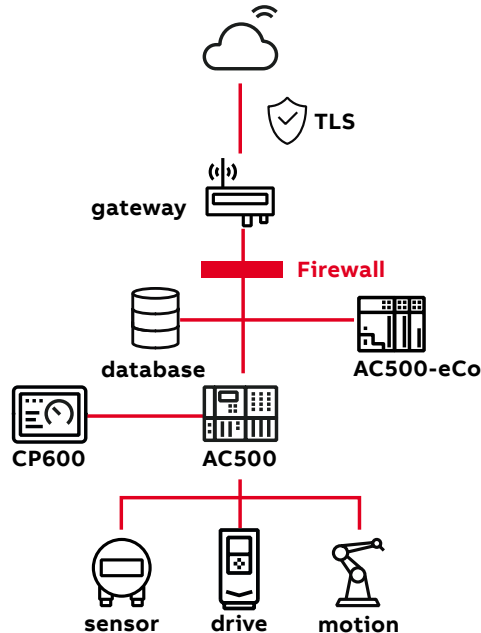 TLS
gateway
Firewall
database
AC500-eCo
CP600
AC500
sensor
drive
motion